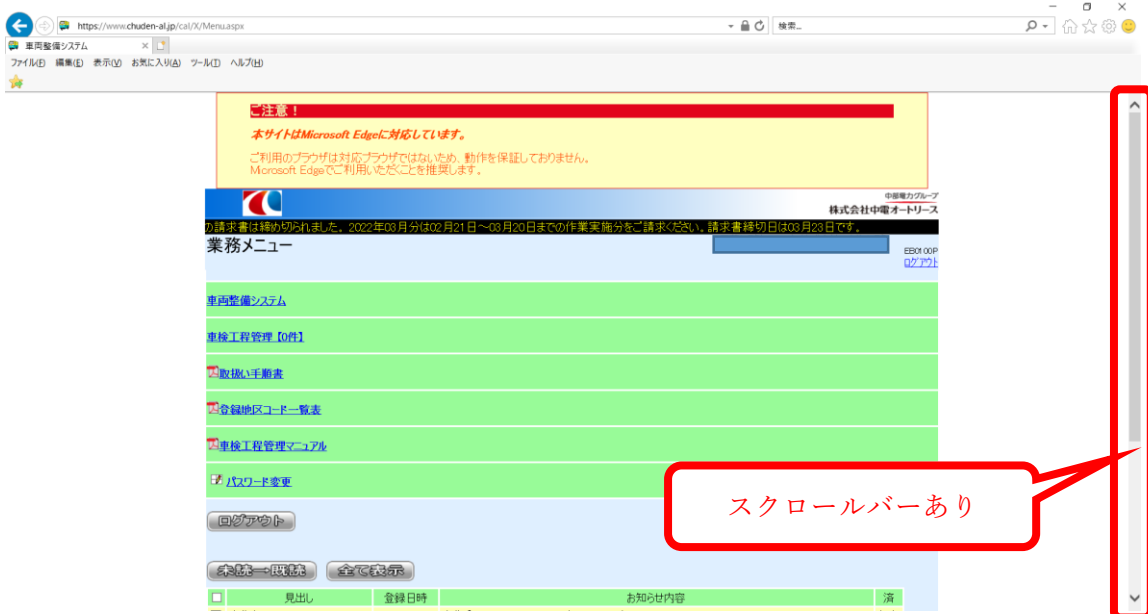 https://www.chuden-al.jp/cal/X/Menu.aspx
検索...
車両整備システム
ファイル(F) 編集(E) 表示(V) お気に入り(A) ツール(T) ヘルプ(H)
ご注意！
本サイトはMicrosoft Edgeに対応しています。
ご利用のブラウザは対応ブラウザではないため、動作を保証しておりません。
Microsoft Edgeでご利用いただくことを推奨します。
中部電力グループ
株式会社中電オートリース
の請求書は締め切られました。2022年03月分は02月21日～03月20日までの作業実施分をご請求ください。請求書締切日は03月23日です。
業務メニュー
EB0100P
ログアウト
車両整備システム
車検工程管理【0件】
取扱い手順書
登録地区コード一覧表
車検工程管理マニュアル
パスワード変更
スクロールバーあり
ログアウト
未読→既読 全て表示
見出し 登録日時 お知らせ内容 済